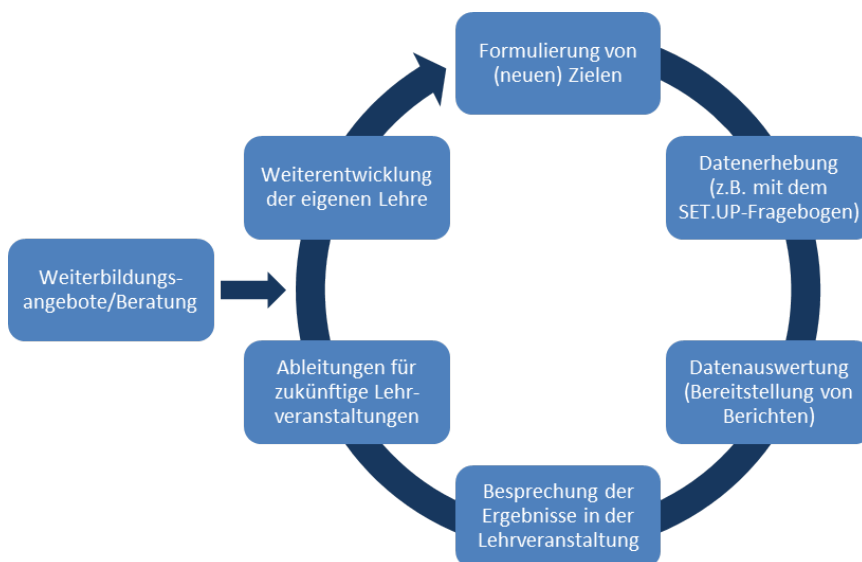 Formulierung von
(neuen) Zielen
Datenerhebung
(z.B. mit dem
SET.UP-Fragebogen)
Datenauswertung
(Bereitstellung von
Berichten)
Besprechung der
Ergebnisse in der
Lehrveranstaltung
Ableitungen für
zukünftige Lehr-
veranstaltungen
Weiterbildungs-
angebote/Beratung
Weiterentwicklung
der eigenen Lehre